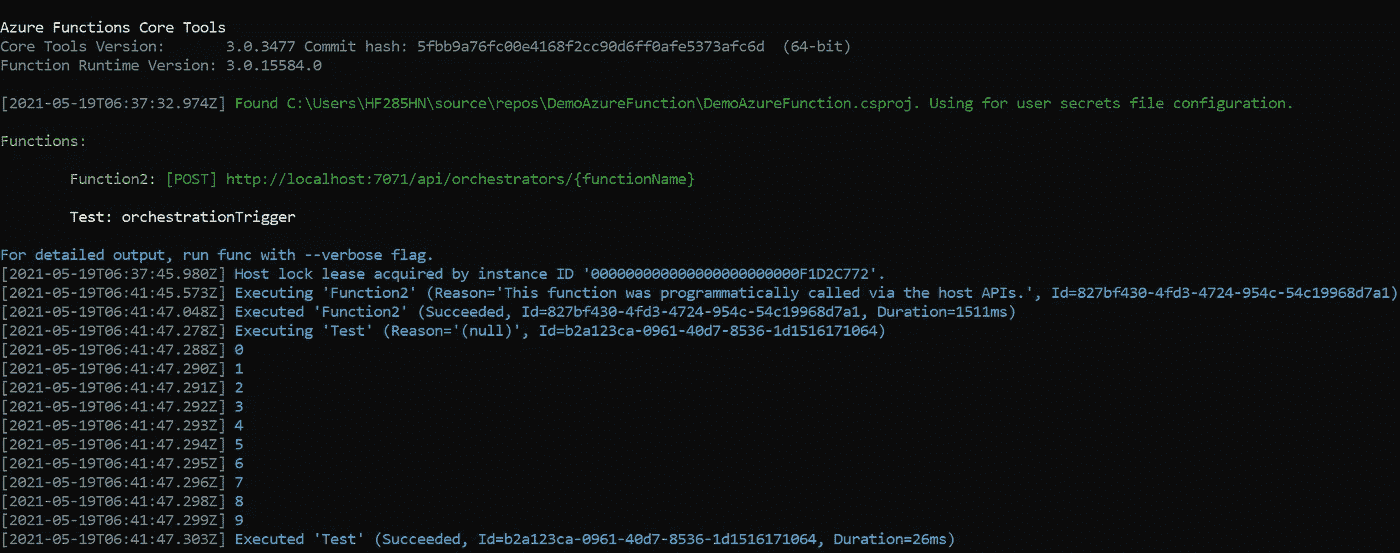 Azure Functions Core Tools
Core Tools Version:       3.0.3477 Commit hash: 5fbb9a76fc00e4168f2cc90d6ff0afe5373afc6d  (64-bit)
Function Runtime Version: 3.0.15584.0
[2021-05-19T06:37:32.974Z] Found C:\Users\HF285HN\source\repos\DemoAzureFunction\DemoAzureFunction.csproj. Using for user secrets file configuration.
Functions:
        Function2: [POST] http://localhost:7071/api/orchestrators/{functionName}
        Test: orchestrationTrigger
For detailed output, run func with --verbose flag.
[2021-05-19T06:37:45.980Z] Host lock lease acquired by instance ID '000000000000000000000000F1D2C772'.
[2021-05-19T06:41:45.573Z] Executing 'Function2' (Reason='This function was programmatically called via the host APIs.', Id=827bf430-4fd3-4724-954c-54c19968d7a1)
[2021-05-19T06:41:47.048Z] Executed 'Function2' (Succeeded, Id=827bf430-4fd3-4724-954c-54c19968d7a1, Duration=1511ms)
[2021-05-19T06:41:47.278Z] Executing 'Test' (Reason='(null)', Id=b2a123ca-0961-40d7-8536-1d1516171064)
[2021-05-19T06:41:47.288Z] 0
[2021-05-19T06:41:47.290Z] 1
[2021-05-19T06:41:47.291Z] 2
[2021-05-19T06:41:47.292Z] 3
[2021-05-19T06:41:47.293Z] 4
[2021-05-19T06:41:47.294Z] 5
[2021-05-19T06:41:47.295Z] 6
[2021-05-19T06:41:47.296Z] 7
[2021-05-19T06:41:47.298Z] 8
[2021-05-19T06:41:47.299Z] 9
[2021-05-19T06:41:47.303Z] Executed 'Test' (Succeeded, Id=b2a123ca-0961-40d7-8536-1d1516171064, Duration=26ms)